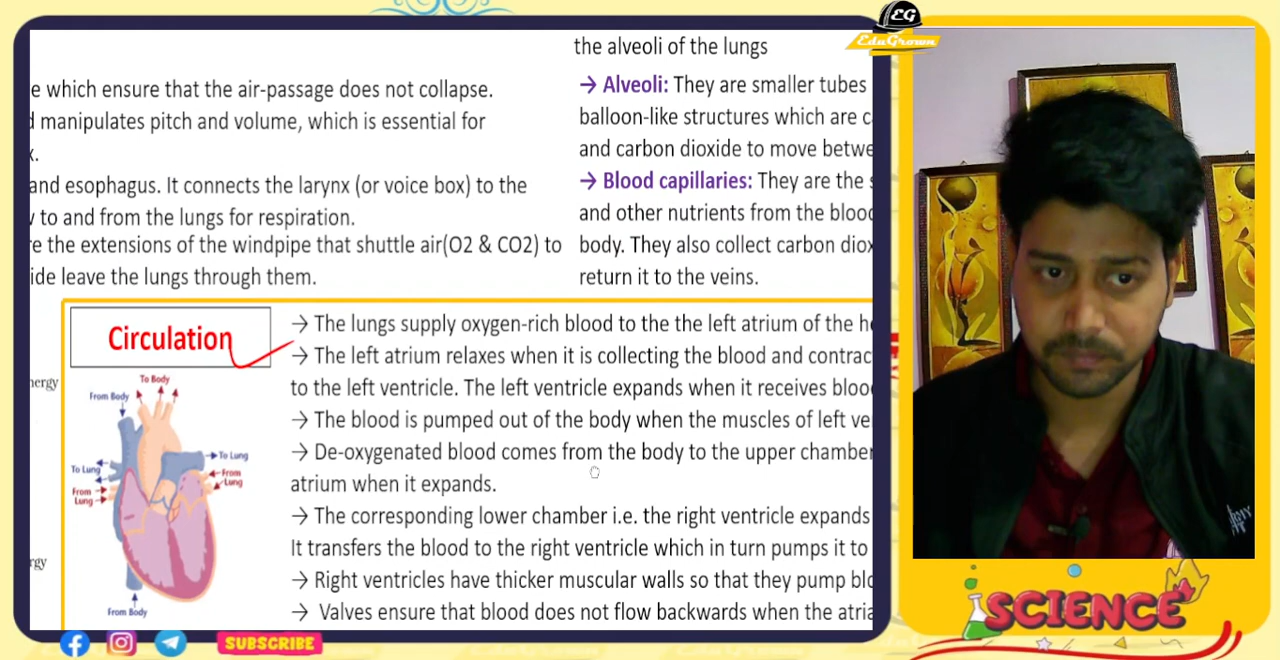 EG
EduGrown
the alveoli of the lungs
which ensure that the air-passage does not collapse.
manipulates pitch and volume, which is essential for
and esophagus. It connects the larynx (or voice box) to the
to and from the lungs for respiration.
the extensions of the windpipe that shuttle air(O2 & CO2) to
leave the lungs through them.
→ Alveoli: They are smaller tubes
balloon-like structures which are
and carbon dioxide to move
→ Blood capillaries: They are the
and other nutrients from the blood
body. They also collect carbon
return it to the veins.
Circulation
→ The lungs supply oxygen-rich blood to the the left atrium of the
→ The left atrium relaxes when it is collecting the blood and
to the left ventricle. The left ventricle expands when it receives
→ The blood is pumped out of the body when the muscles of left
→ De-oxygenated blood comes from the body to the upper chamber
atrium when it expands.
→ The corresponding lower chamber i.e. the right ventricle expands
It transfers the blood to the right ventricle which in turn pumps it to
→ Right ventricles have thicker muscular walls so that they pump
→ Valves ensure that blood does not flow backwards when the atria
To Body
From Body
To Lung
To Lung
From
Lung
From
Lung
From Body
SUBSCRIBE
SCIENCE